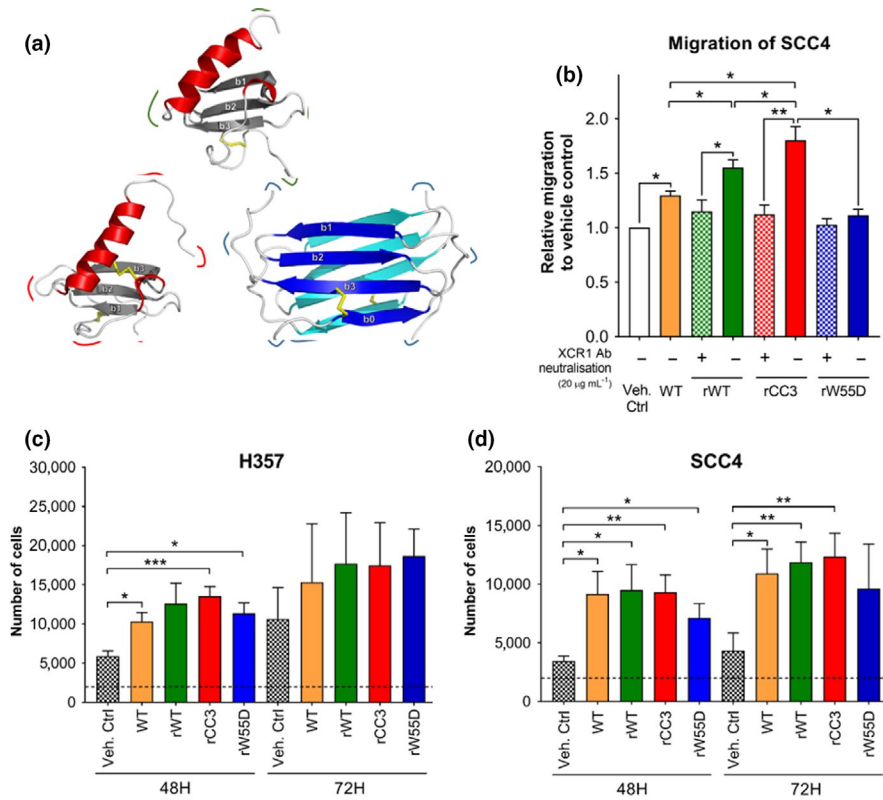 (a)
b1
b2
b3
b3
b2
b1
b1
b2
b3
b0
Migration of SCC4
(b)
Relative migration
to vehicle control
2.0
1.5
1.0
0.5
0.0
*
*
*
**
*
*
*
XCR1 Ab
neutralisation
(20 µg mL⁻¹)
+ – + – + –
– –
Veh.
Ctrl
WT
rWT
rCC3
rW55D
(c)
H357
Number of cells
30,000
25,000
20,000
15,000
10,000
5,000
0
*
***
*
Veh. Ctrl
WT
rWT
rCC3
rW55D
Veh. Ctrl
WT
rWT
rCC3
rW55D
48H
72H
(d)
SCC4
Number of cells
20,000
15,000
10,000
5,000
0
*
**
*
*
**
**
*
Veh. Ctrl
WT
rWT
rCC3
rW55D
Veh. Ctrl
WT
rWT
rCC3
rW55D
48H
72H